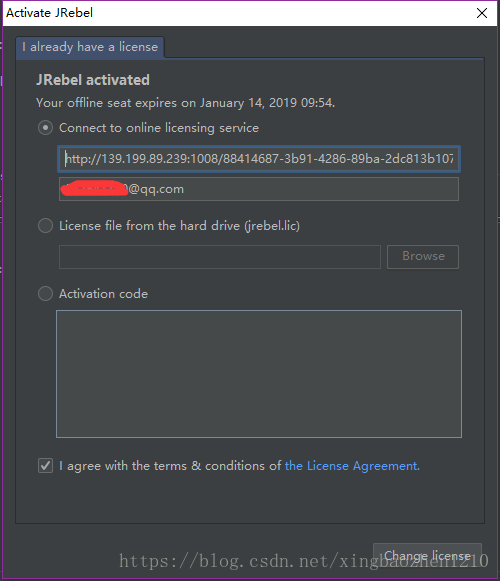 Activate JRebel
I already have a license
JRebel activated
Your offline seat expires on January 14, 2019 09:54.
Connect to online licensing service
http://139.199.89.239:1008/88414687-3b91-4286-89ba-2dc813b107
@qq.com
License file from the hard drive (jrebel.lic)
Browse
Activation code
I agree with the terms & conditions of the License Agreement.
Change license
https://blog.csdn.net/xingbaozhen1210